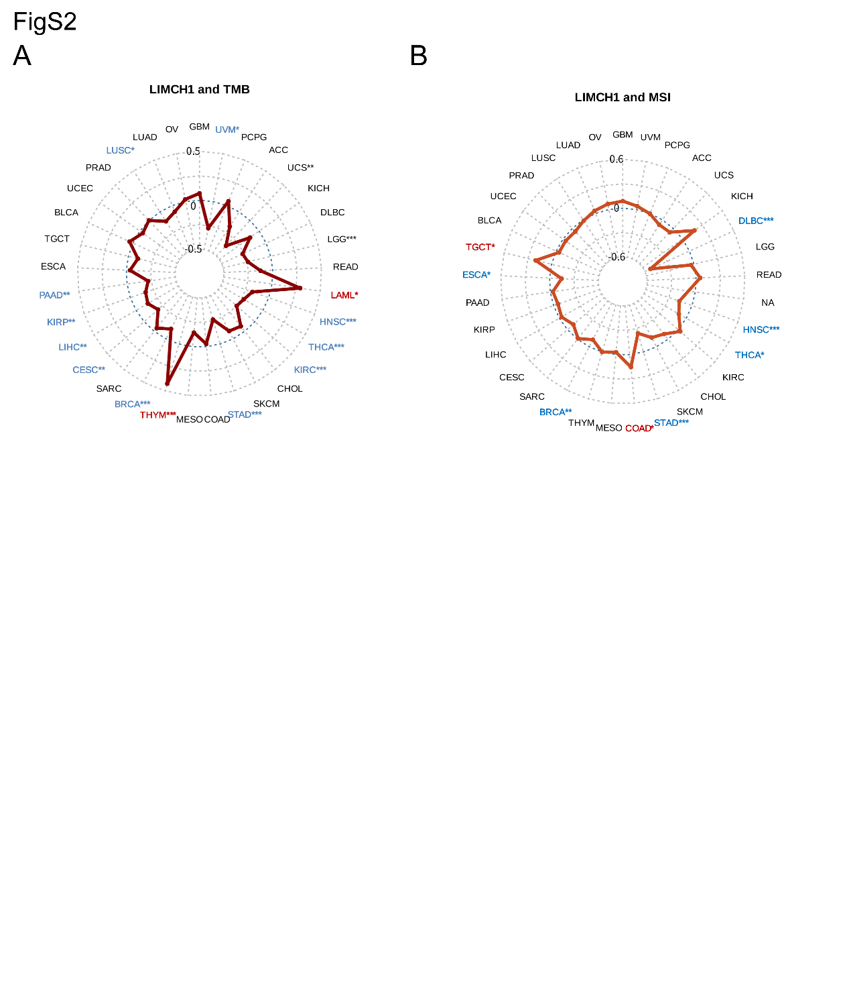 FigS2
A
B
LIMCH1 and TMB
GBM
UVM*
PCPG
ACC
UCS**
KICH
DLBC
LGG***
READ
LAML*
HNSC***
THCA***
KIRC***
CHOL
SKCM
STAD***
COAD
MESO
THYM***
BRCA***
SARC
CESC**
LIHC**
KIRP**
PAAD**
ESCA
TGCT
BLCA
UCEC
PRAD
LUSC*
LUAD
OV
0.5
0
-0.5
LIMCH1 and MSI
GBM
UVM
PCPG
ACC
UCS
KICH
DLBC***
LGG
READ
NA
HNSC***
THCA*
KIRC
CHOL
SKCM
STAD***
COAD*
MESO
THYM
BRCA**
SARC
CESC
LIHC
KIRP
PAAD
ESCA*
TGCT*
BLCA
UCEC
PRAD
LUSC
LUAD
OV
0.6
0
-0.6